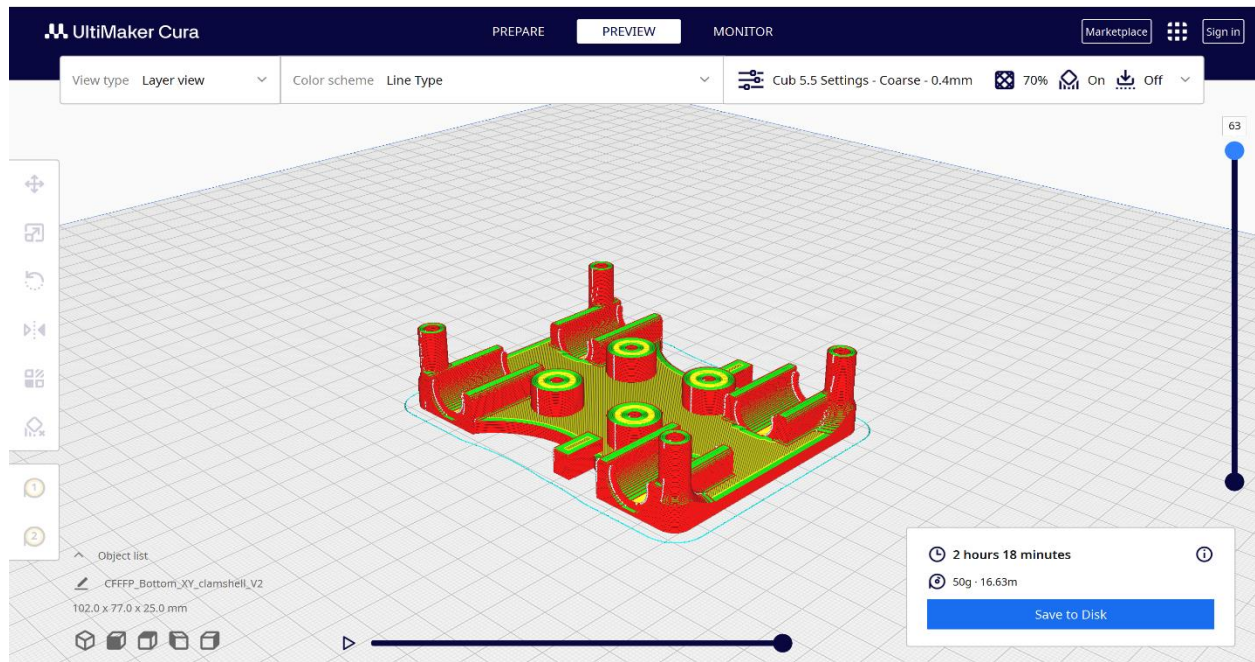 UltiMaker Cura
PREPARE
PREVIEW
MONITOR
Marketplace
Sign in
View type Layer view
Color scheme Line Type
Cub 5.5 Settings - Coarse - 0.4mm
70%
On
Off
63
1
2
Object list
CFFFP_Bottom_XY_clamshell_V2
102.0 x 77.0 x 25.0 mm
2 hours 18 minutes
50g · 16.63m
Save to Disk